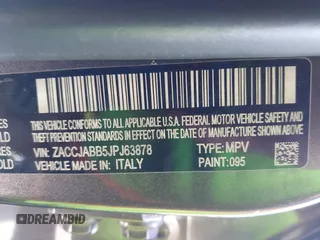 THIS VEHICLE CONFORMS TO ALL APPLICABLE U.S.A. FEDERAL MOTOR VEHICLE
SAFETY, BUMPER, AND THEFT PREVENTION STANDARDS IN
EFFECT ON THE DATE OF MANUFACTURE SHOWN ABOVE.
VIN: ZACCJABB5JPJ63878 TYPE: MPV
VEHICLE MADE IN: ITALY PAINT: 095
DREAMBID